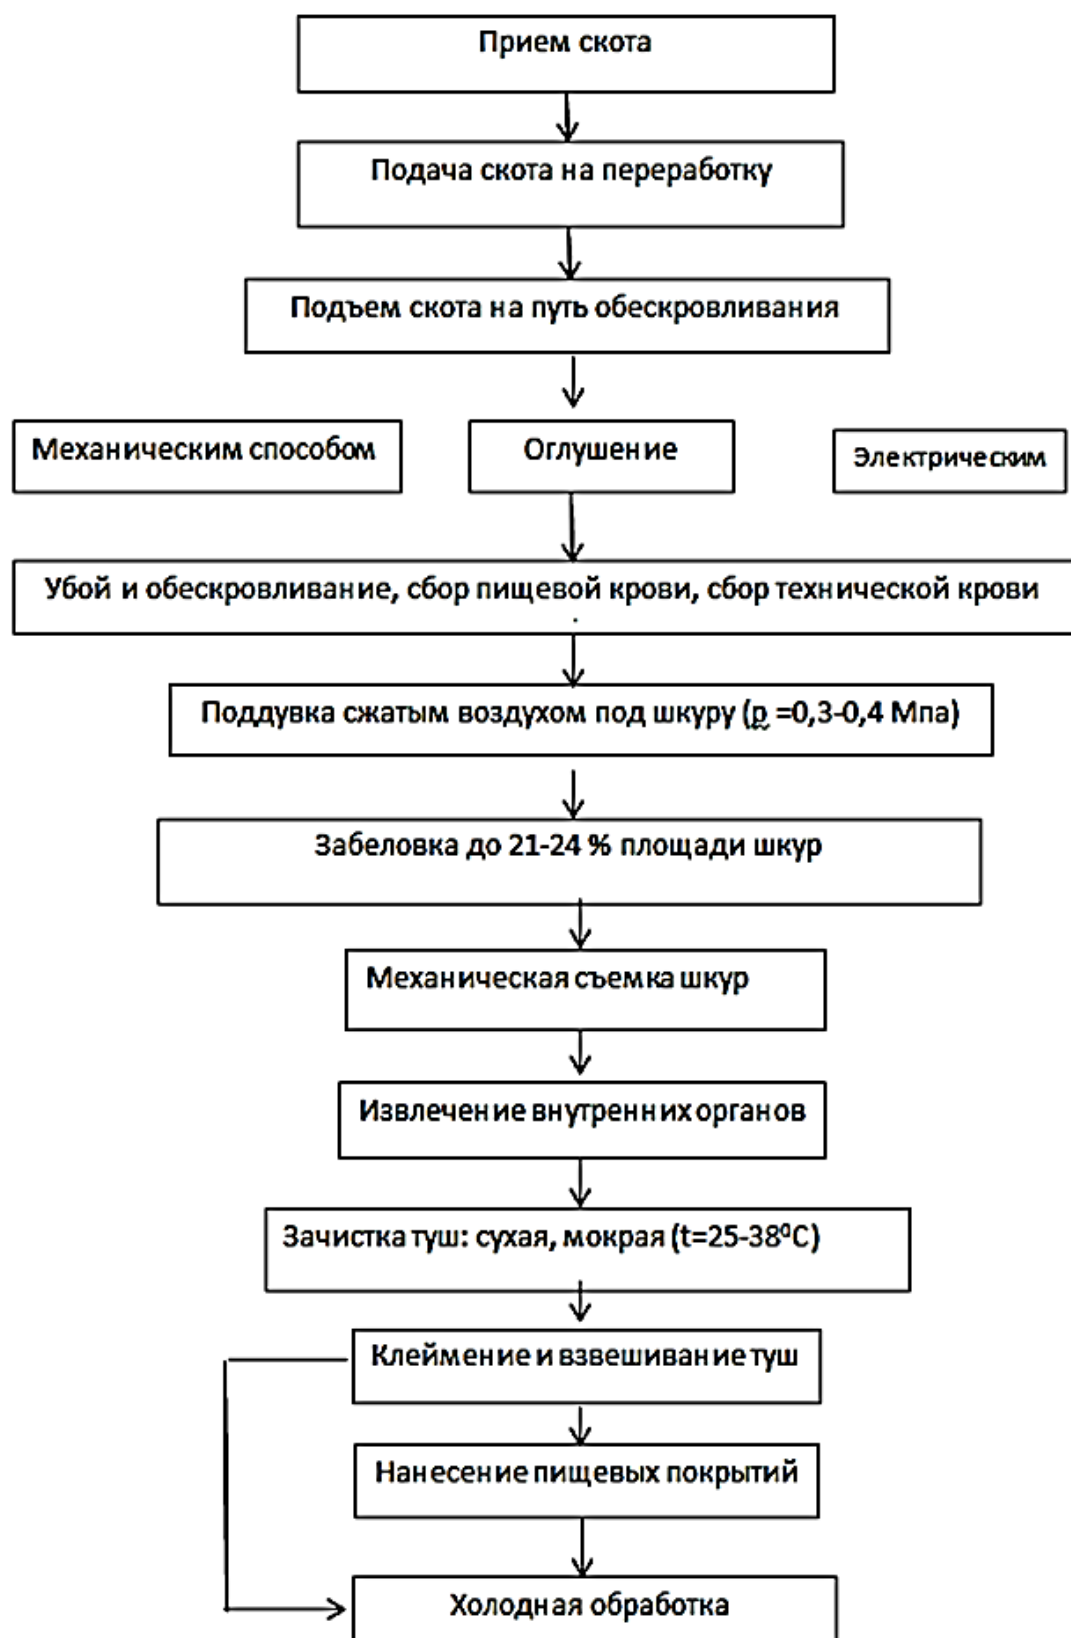 Прием скота
Подача скота на переработку
Подъем скота на путь обескровливания
Механическим способом
Оглушение
Электрическим
Убой и обескровливание, сбор пищевой крови, сбор технической крови
.
Поддувка сжатым воздухом под шкуру (р =0,3-0,4 Мпа)
Забеловка до 21-24 % площади шкур
Механическая съемка шкур
Извлечение внутренних органов
Зачистка туш: сухая, мокрая (t=25-38⁰С)
Клеймение и взвешивание туш
Нанесение пищевых покрытий
Холодная обработка